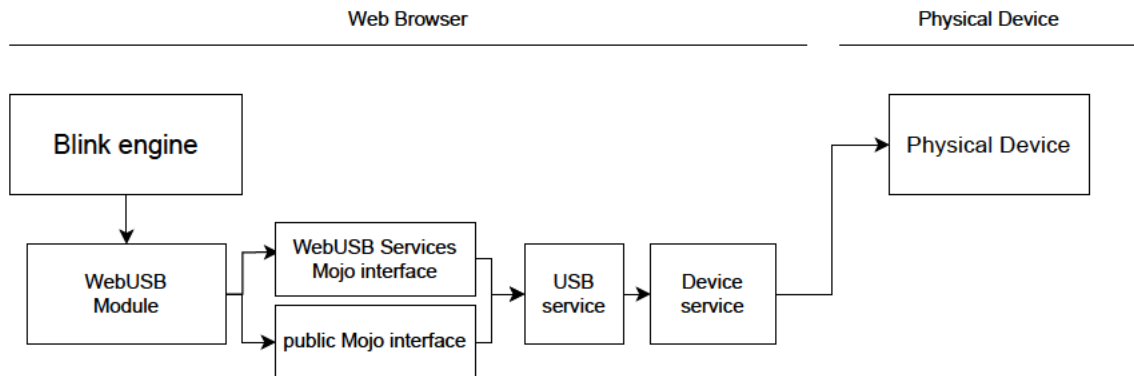 Web Browser
Physical Device
Blink engine
Physical Device
WebUSB
Module
WebUSB Services
Mojo interface
public Mojo interface
USB
service
Device
service